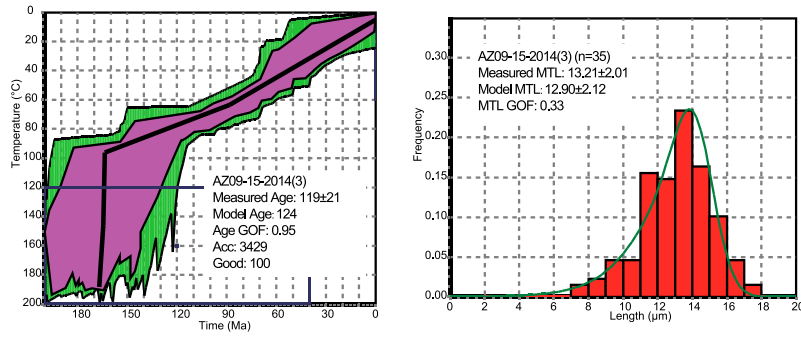 0
20
40
60
80
100
120
140
160
180
200
Temperature (°C)
180 150 120 90 60 30 0
Time (Ma)
AZ09-15-2014(3)
Measured Age: 119±21
Model Age: 124
Age GOF: 0.95
Acc: 3429
Good: 100
0.30
0.25
0.20
0.15
0.10
0.05
0.00
Frequency
0 2 4 6 8 10 12 14 16 18 20
Length (µm)
AZ09-15-2014(3) (n=35)
Measured MTL: 13.21±2.01
Model MTL: 12.90±2.12
MTL GOF: 0.33